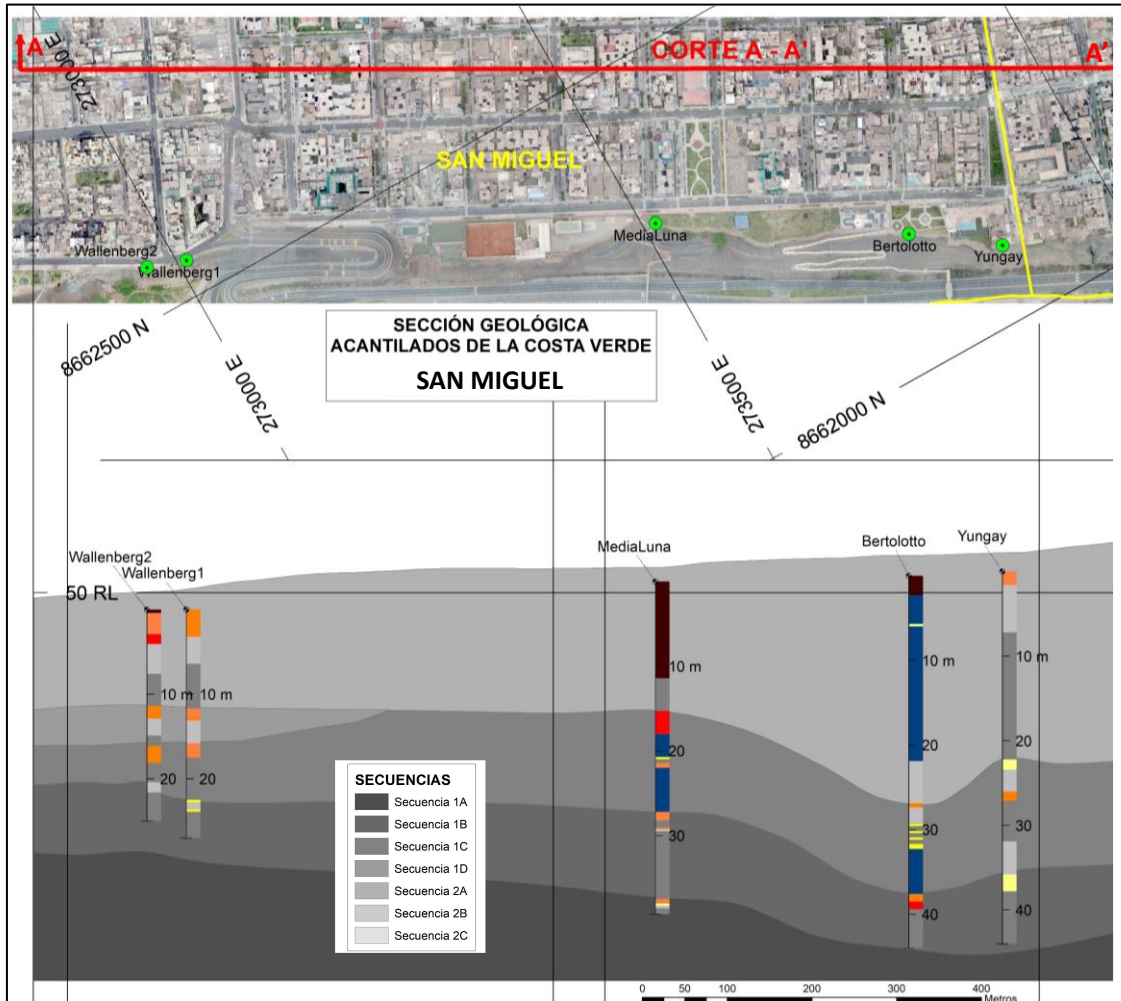 A
CORTE A - A'
A'
273000 E
SAN MIGUEL
MediaLuna
Bertolotto
Yungay
Wallenberg2
Wallenberg1
SECCIÓN GEOLÓGICA
ACANTILADOS DE LA COSTA VERDE
SAN MIGUEL
8662500 N
273000 E
273500 E
8662000 N
Wallenberg2
Wallenberg1
MediaLuna
Bertolotto
Yungay
50 RL
10 m
10 m
10 m
10 m
10 m
20
20
20
20
20
30
30
30
40
40
SECUENCIAS
Secuencia 1A
Secuencia 1B
Secuencia 1C
Secuencia 1D
Secuencia 2A
Secuencia 2B
Secuencia 2C
0 50 100 200 300 400
Metros